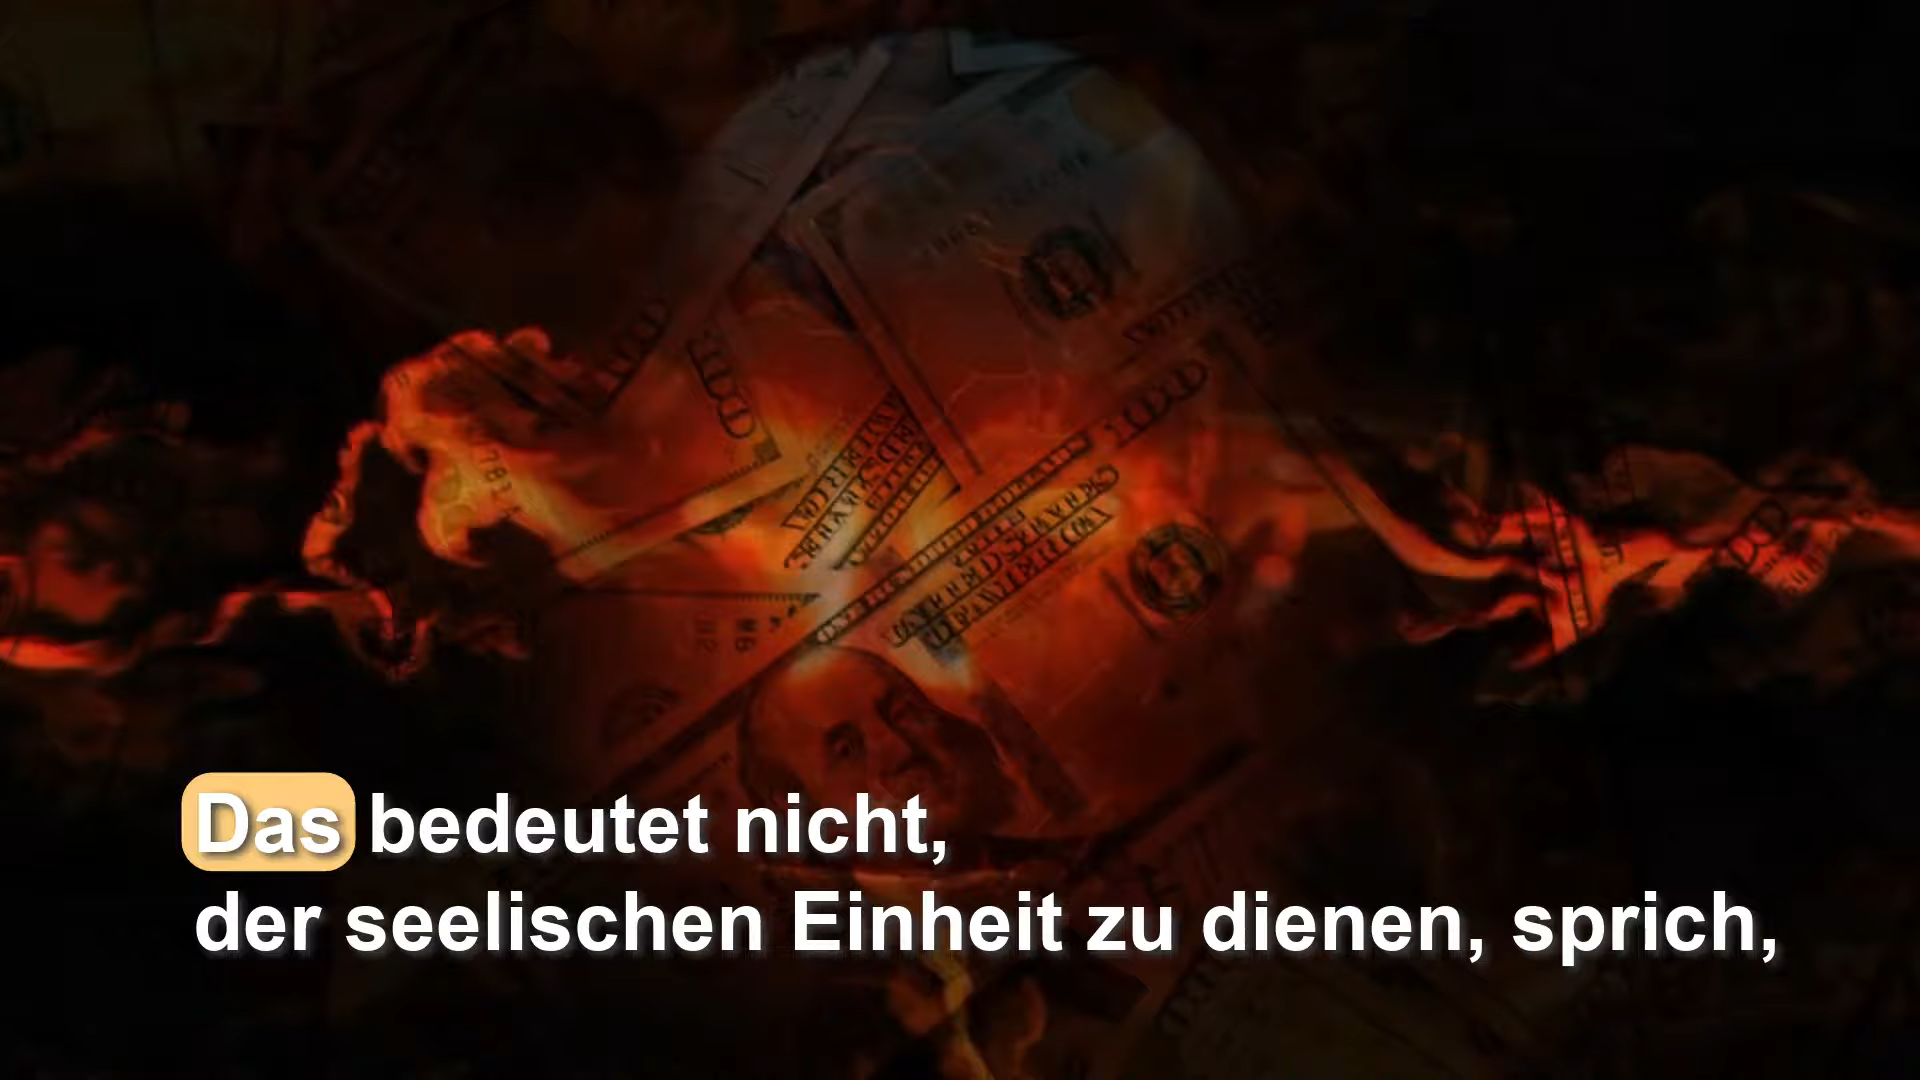 Das bedeutet nicht,
der seelischen Einheit zu dienen, sprich,